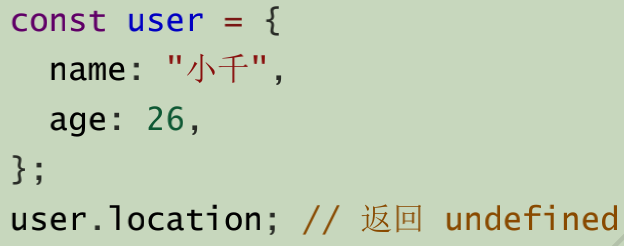 const user = {
  name: "小千",
  age: 26,
};
user.location; // 返回 undefined